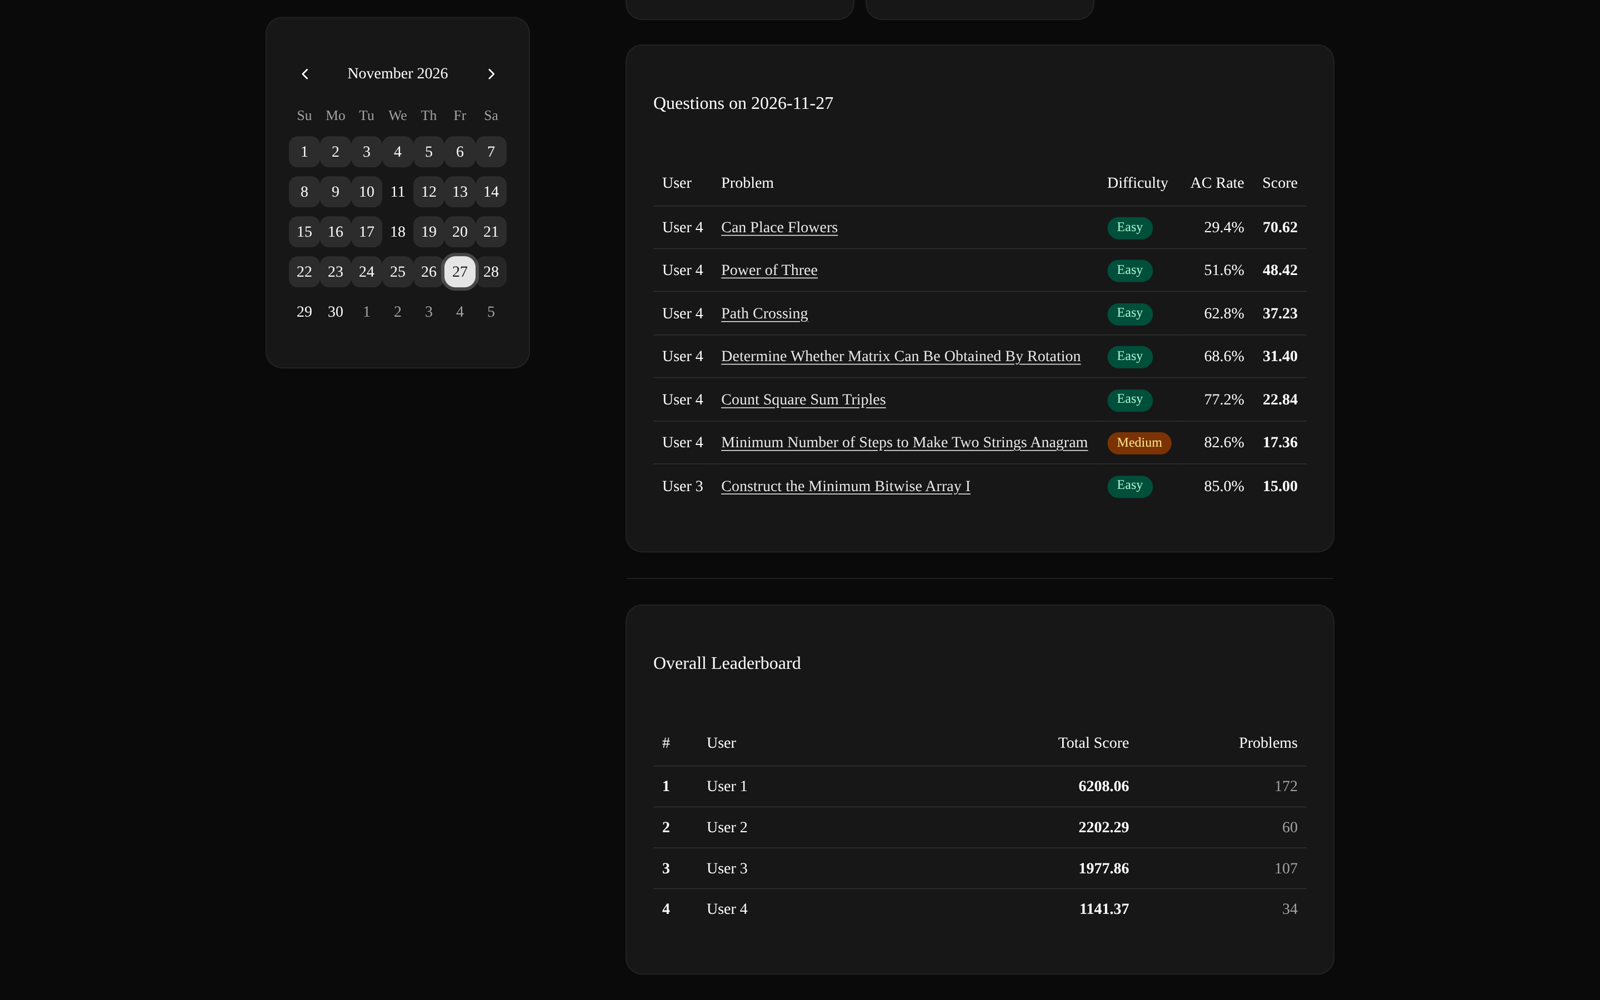 November 2026
Su Mo Tu We Th Fr Sa
1 2 3 4 5 6 7
8 9 10 11 12 13 14
15 16 17 18 19 20 21
22 23 24 25 26 27 28
29 30 1 2 3 4 5
Questions on 2026-11-27
User Problem Difficulty AC Rate Score
User 4 Can Place Flowers Easy 29.4% 70.62
User 4 Power of Three Easy 51.6% 48.42
User 4 Path Crossing Easy 62.8% 37.23
User 4 Determine Whether Matrix Can Be Obtained By Rotation Easy 68.6% 31.40
User 4 Count Square Sum Triples Easy 77.2% 22.84
User 4 Minimum Number of Steps to Make Two Strings Anagram Medium 82.6% 17.36
User 3 Construct the Minimum Bitwise Array I Easy 85.0% 15.00
Overall Leaderboard
# User Total Score Problems
1 User 1 6208.06 172
2 User 2 2202.29 60
3 User 3 1977.86 107
4 User 4 1141.37 34